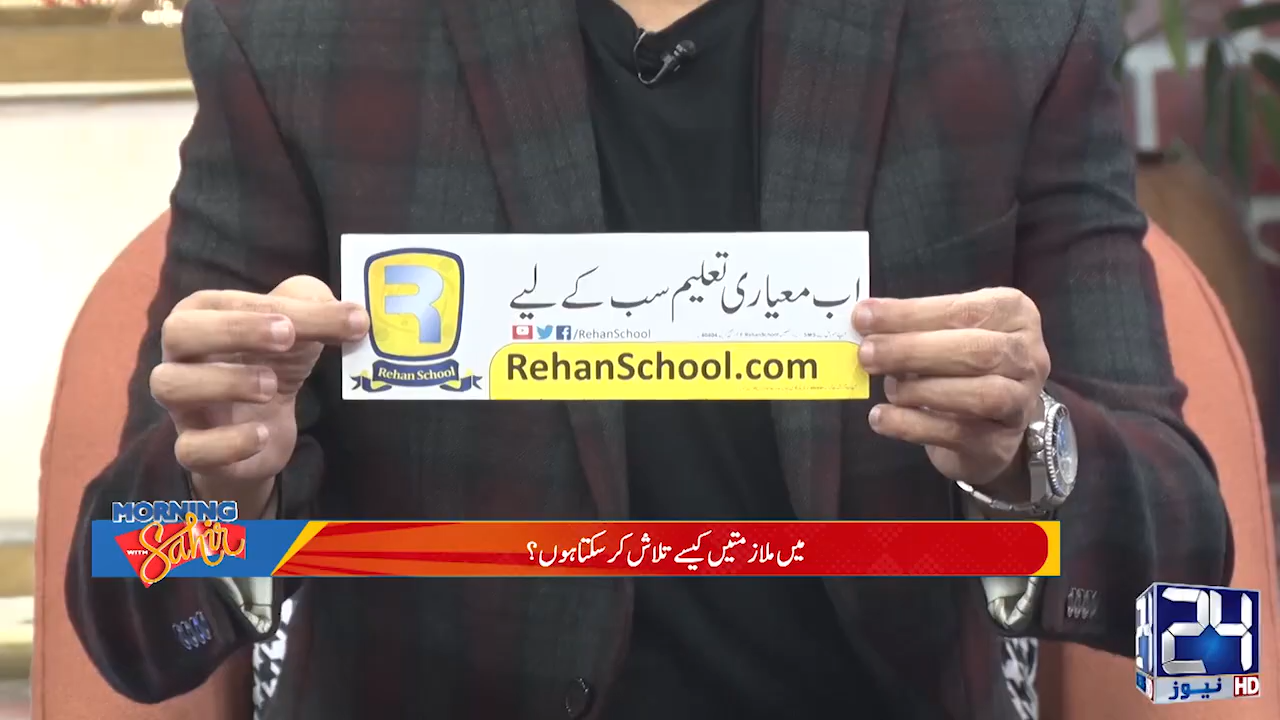 اب معیاری تعلیم سب کے لیے
/RehanSchool
RehanSchool.com
R
Rehan School
MORNING
WITH
Sahir
میں ملازمتیں کیسے تلاش کر سکتا ہوں؟
24
نیوز HD